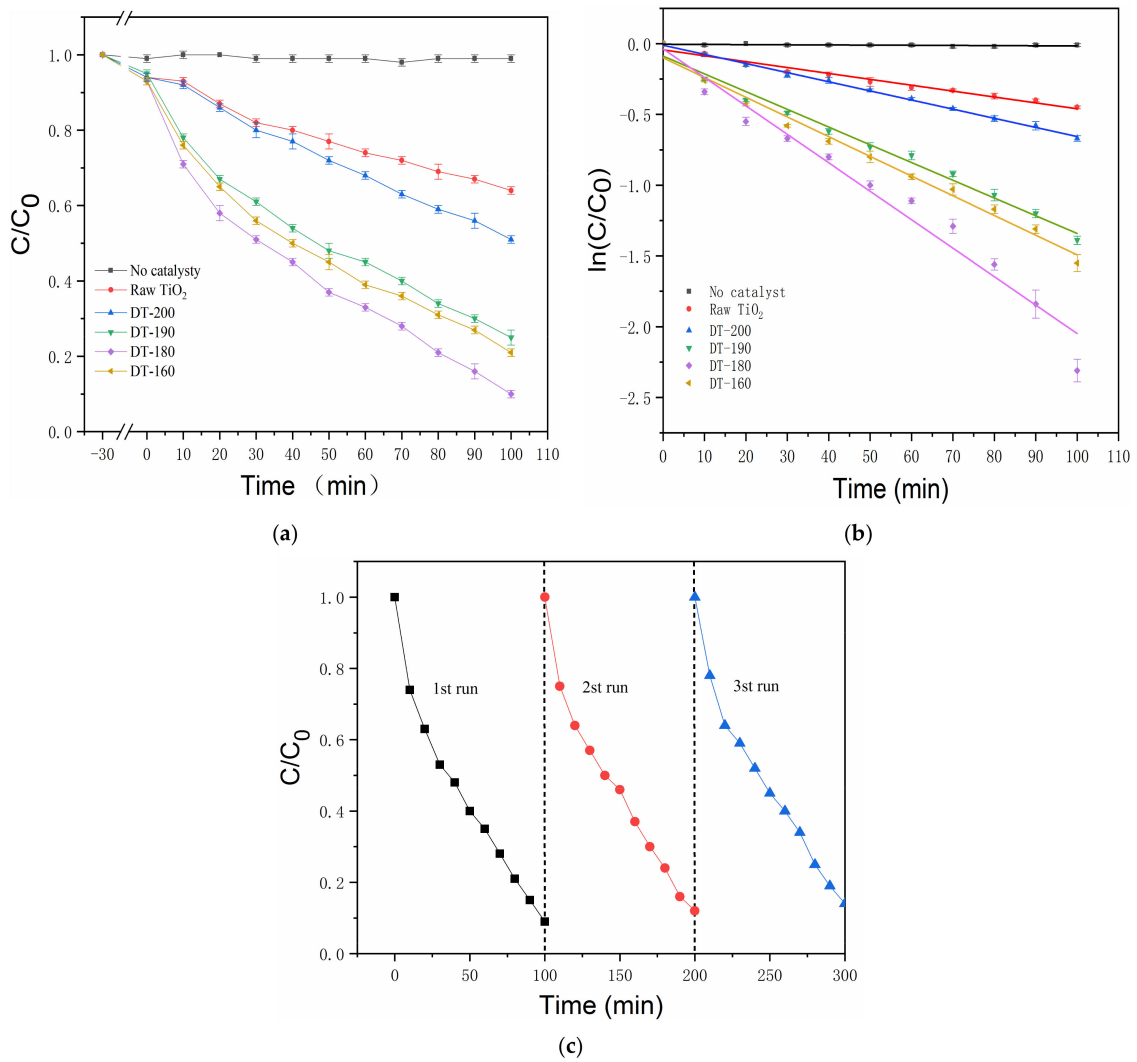 C/C0
1.0
0.8
0.6
0.4
0.2
0.0
No catalysty
Raw TiO2
DT-200
DT-190
DT-180
DT-160
-30 0 10 20 30 40 50 60 70 80 90 100 110
Time (min)
(a)
ln(C/C0)
0.0
-0.5
-1.0
-1.5
-2.0
-2.5
No catalyst
Raw TiO2
DT-200
DT-190
DT-180
DT-160
0 10 20 30 40 50 60 70 80 90 100 110
Time (min)
(b)
C/C0
1.0
0.8
0.6
0.4
0.2
0.0
1st run
2st run
3st run
0 50 100 150 200 250 300
Time (min)
(c)